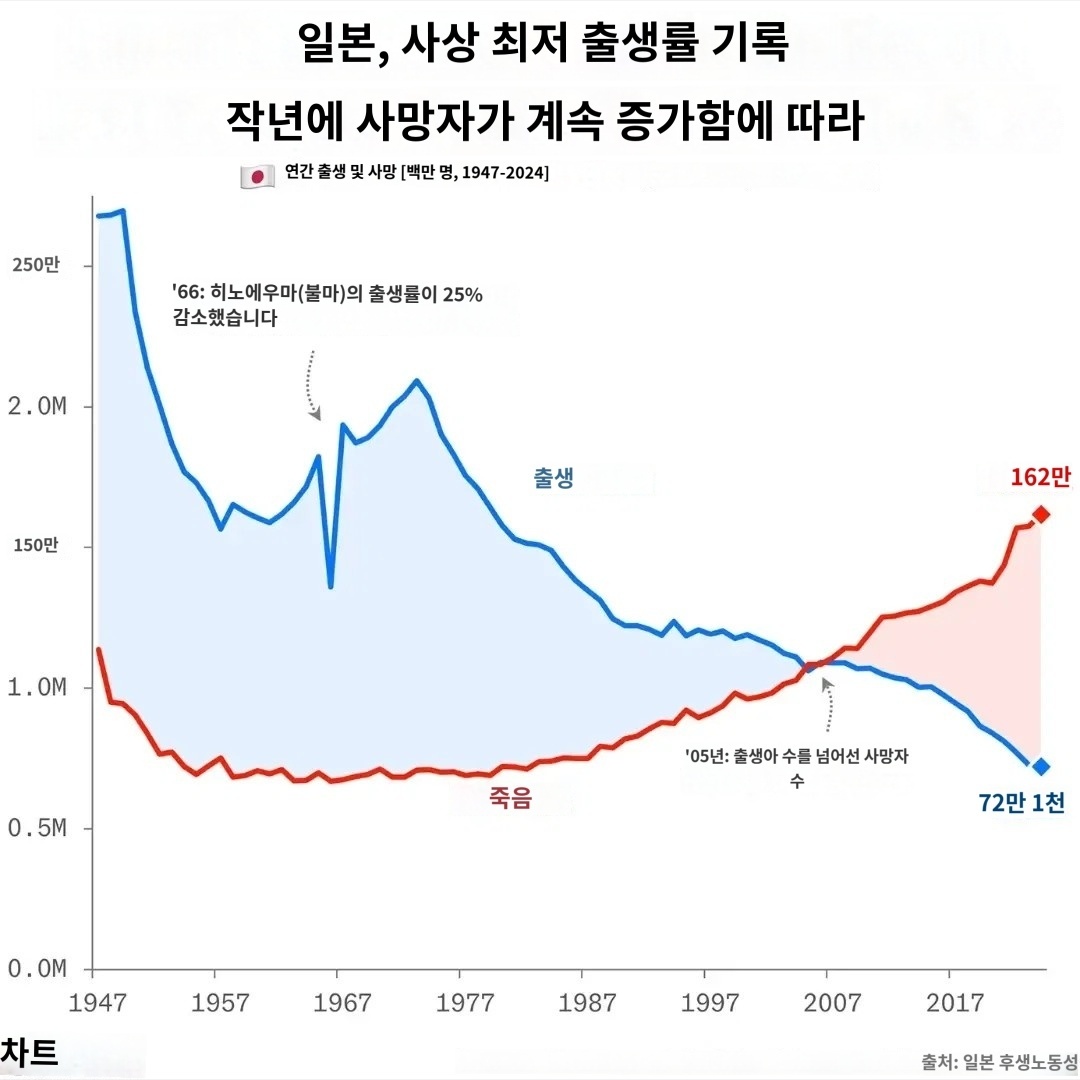 일본, 사상 최저 출생률 기록
작년에 사망자가 계속 증가함에 따라
연간 출생 및 사망 [백만 명, 1947-2024]
250만
'66: 히노에우마(불마)의 출생률이 25%
감소했습니다
2.0M
출생
162만
150만
1.0M
'05년: 출생아 수를 넘어선 사망자
수
죽음
72만 1천
0.5M
0.0M
1947 1957 1967 1977 1987 1997 2007 2017
차트
출처: 일본 후생노동성